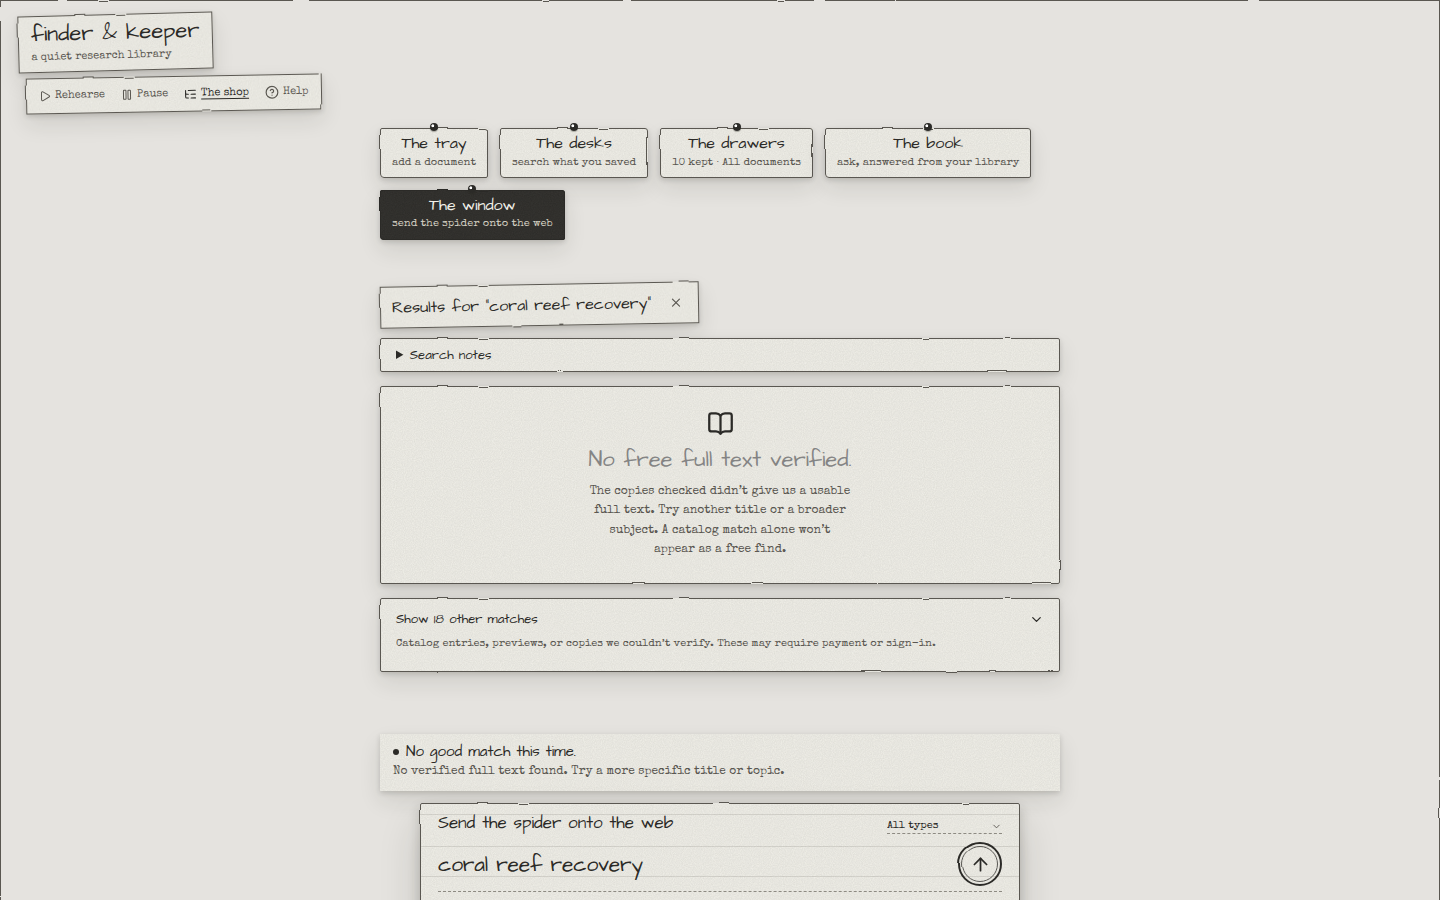 finder & keeper
a quiet research library
Rehearse
Pause
The shop
Help
The tray
add a document
The desks
search what you saved
The drawers
10 kept · All documents
The book
ask, answered from your library
The window
send the spider onto the web
Results for "coral reef recovery"
Search notes
No free full text verified.
The copies checked didn't give us a usable
full text. Try another title or a broader
subject. A catalog match alone won't
appear as a free find.
Show 18 other matches
Catalog entries, previews, or copies we couldn't verify. These may require payment or sign-in.
No good match this time.
No verified full text found. Try a more specific title or topic.
Send the spider onto the web
All types
coral reef recovery